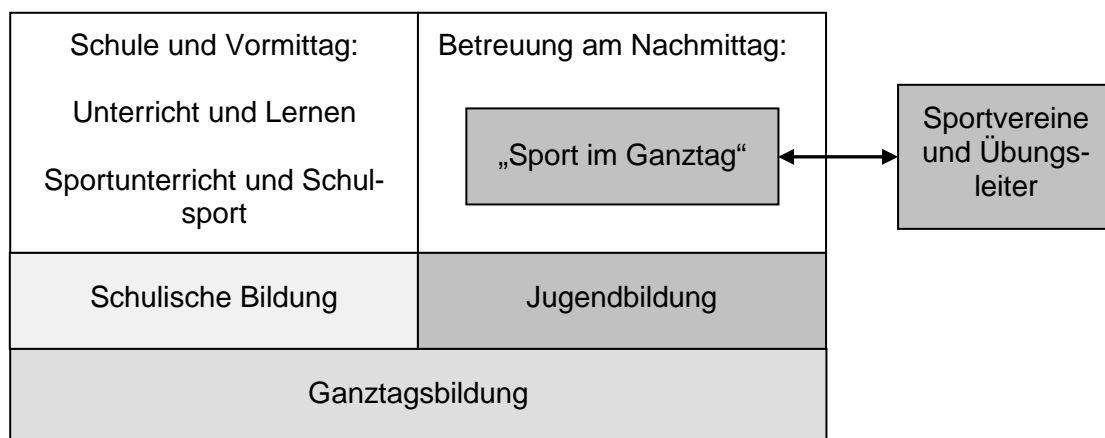 Schule und Vormittag:
Unterricht und Lernen
Sportunterricht und Schul-
sport
Betreuung am Nachmittag:
„Sport im Ganztag“
Sportvereine
und Übungs-
leiter
Schulische Bildung
Jugendbildung
Ganztagsbildung